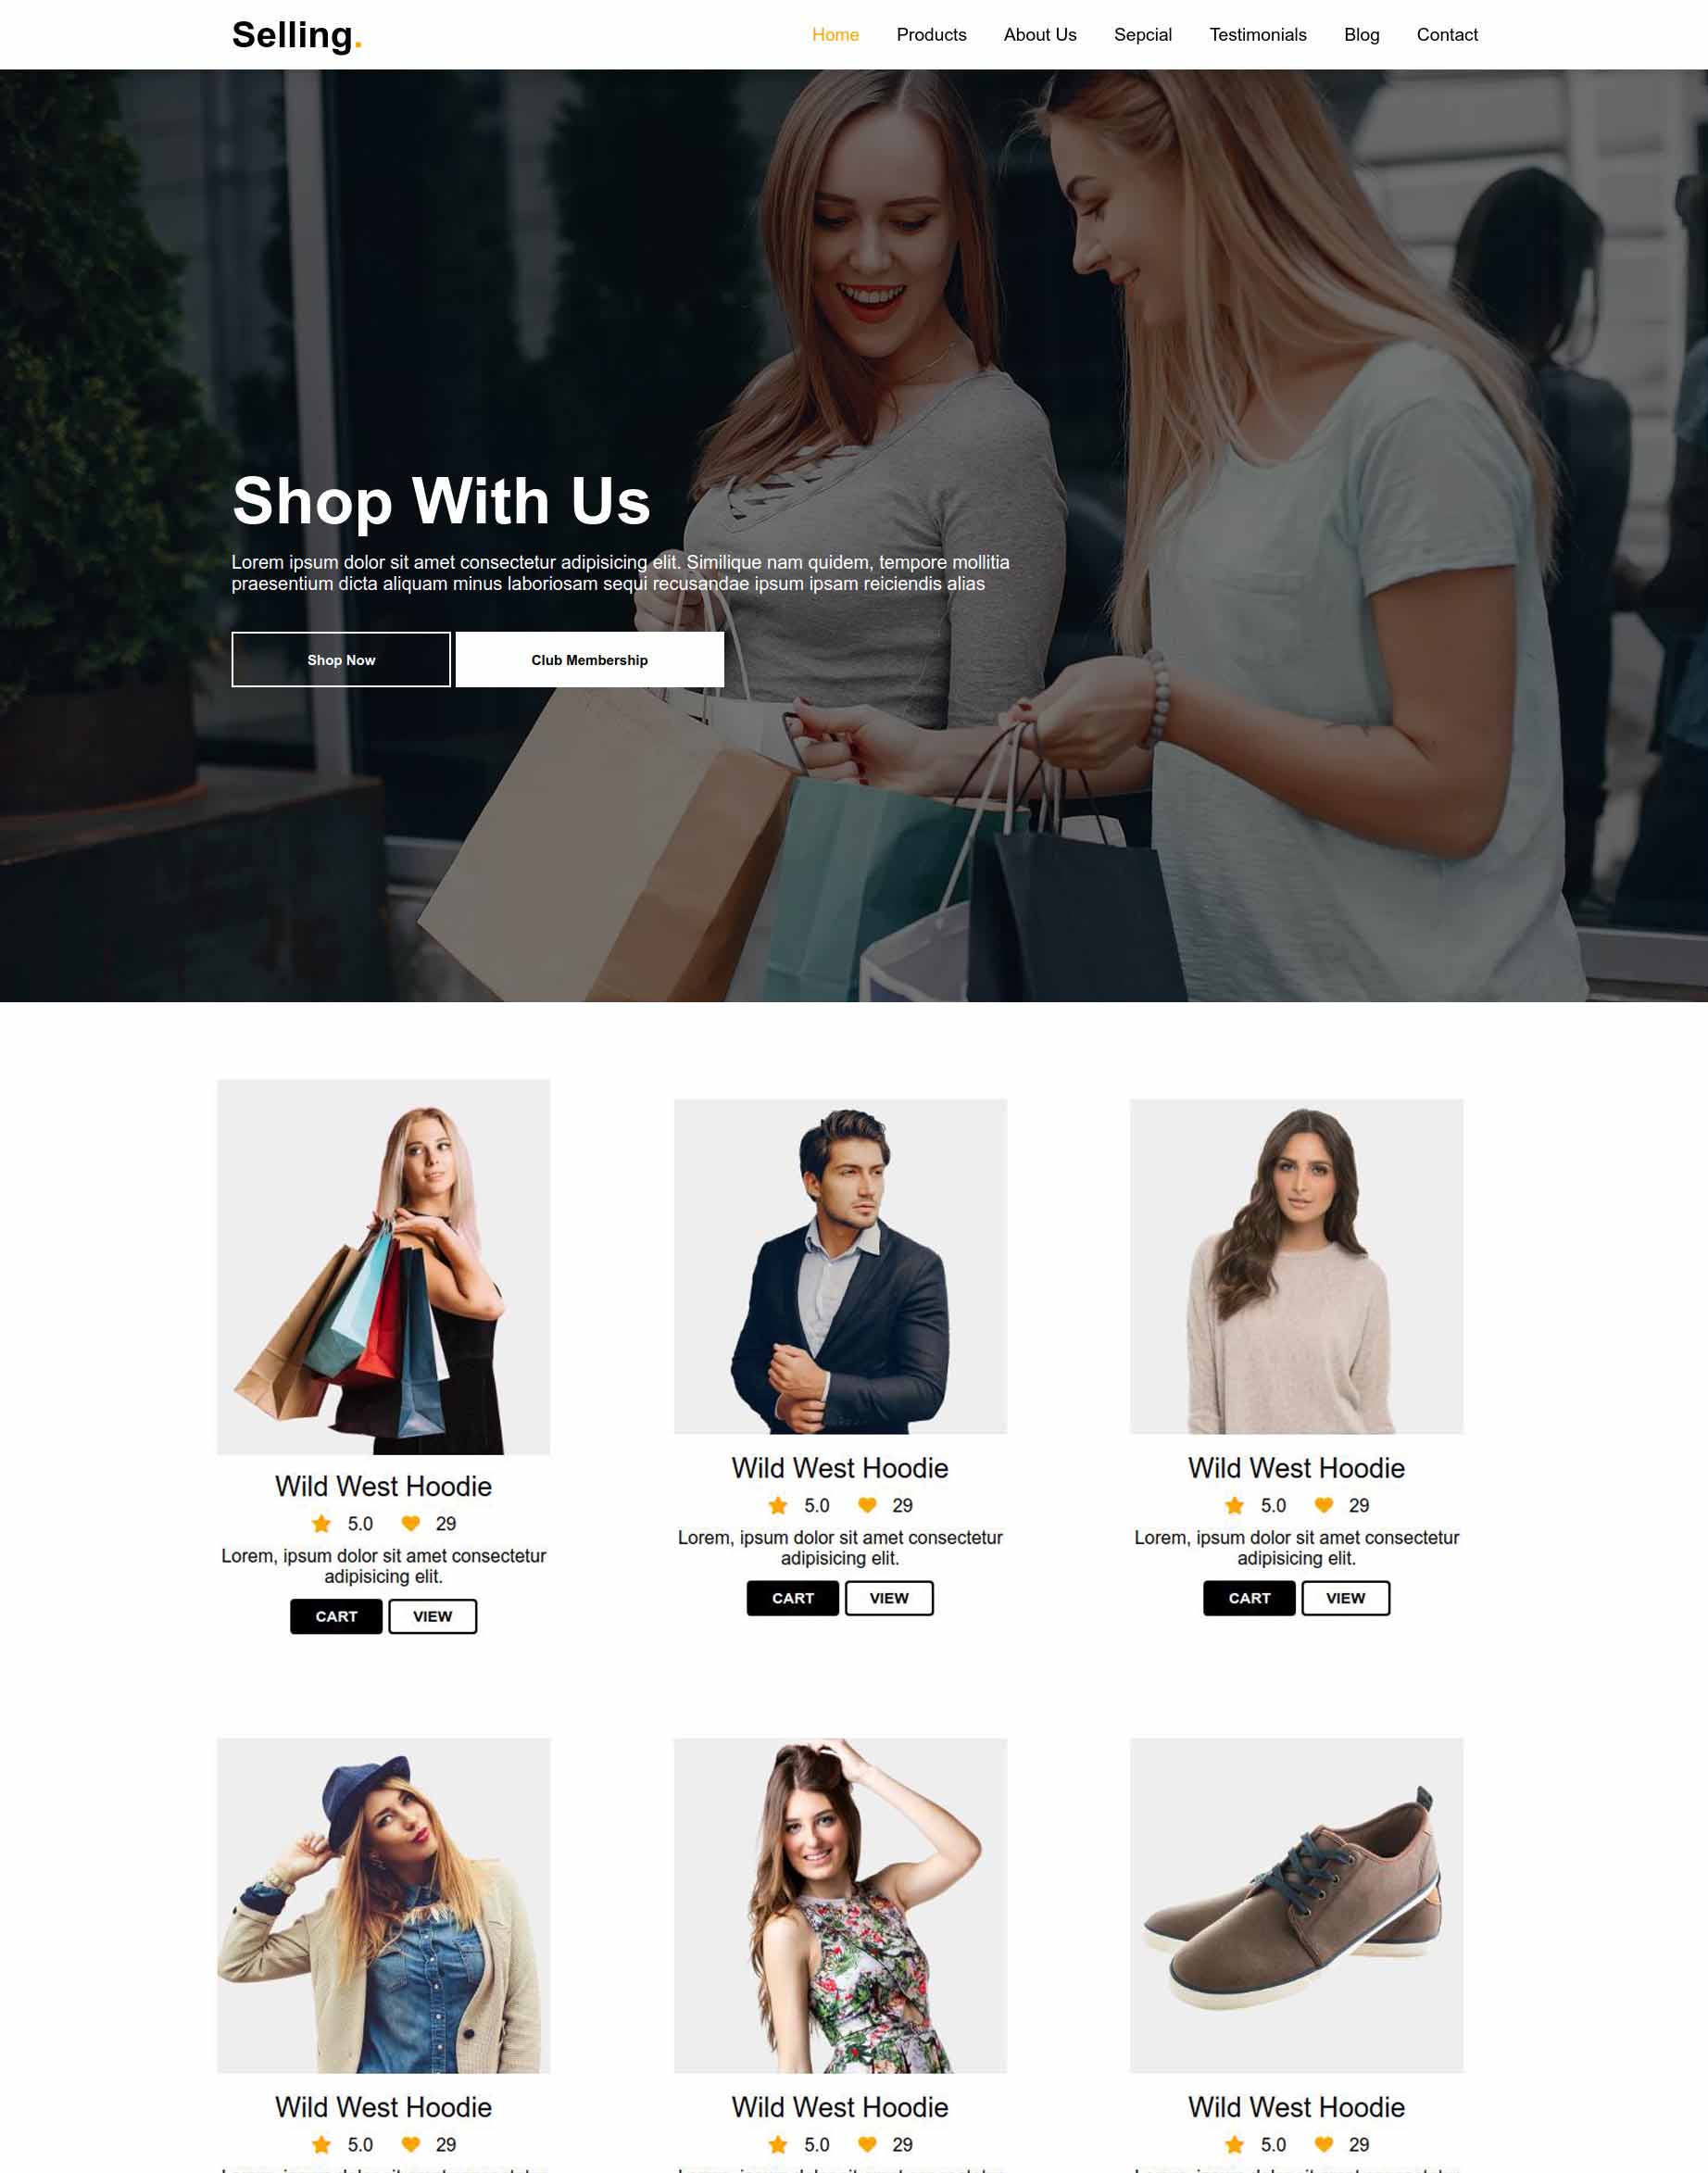 Selling.
Home Products About Us Sepcial Testimonials Blog Contact
Shop With Us
Lorem ipsum dolor sit amet consectetur adipisicing elit. Similique nam quidem, tempore mollitia
praesentium dicta aliquam minus laboriosam sequi recusandae ipsum ipsam reiciendis alias
Shop Now Club Membership
Wild West Hoodie
5.0 29
Lorem, ipsum dolor sit amet consectetur
adipisicing elit.
CART VIEW
Wild West Hoodie
5.0 29
Lorem, ipsum dolor sit amet consectetur
adipisicing elit.
CART VIEW
Wild West Hoodie
5.0 29
Lorem, ipsum dolor sit amet consectetur
adipisicing elit.
CART VIEW
Wild West Hoodie
5.0 29
Wild West Hoodie
5.0 29
Wild West Hoodie
5.0 29